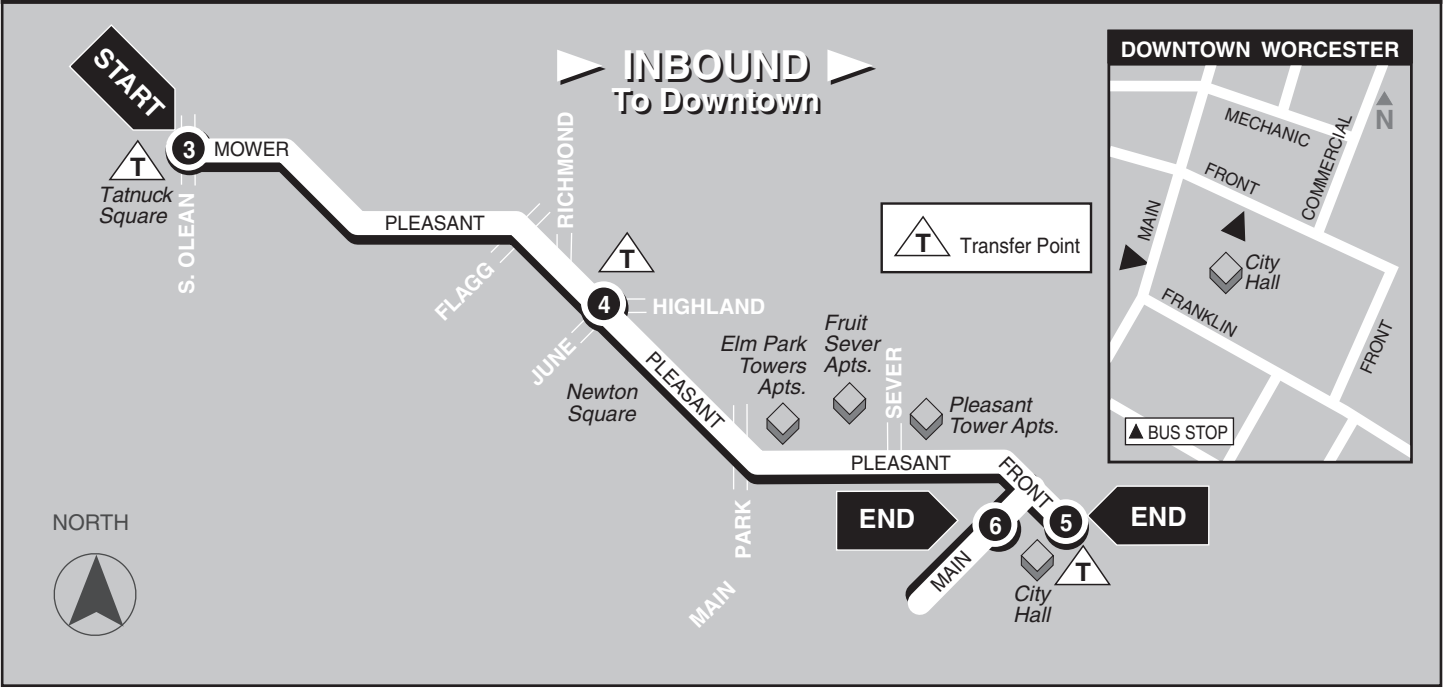 START
INBOUND
To Downtown
3
MOWER
T
Tatnuck
Square
S. OLEAN
PLEASANT
FLAGG
RICHMOND
T
4
HIGHLAND
JUNE
Newton
Square
PLEASANT
T Transfer Point
Elm Park
Towers
Apts.
Fruit
Sever
Apts.
SEVER
Pleasant
Tower Apts.
PLEASANT
FRONT
PARK
MAIN
END
6
5
END
MAIN
City
Hall
T
NORTH
DOWNTOWN WORCESTER
N
MECHANIC
COMMERCIAL
FRONT
MAIN
City
Hall
FRANKLIN
FRONT
BUS STOP